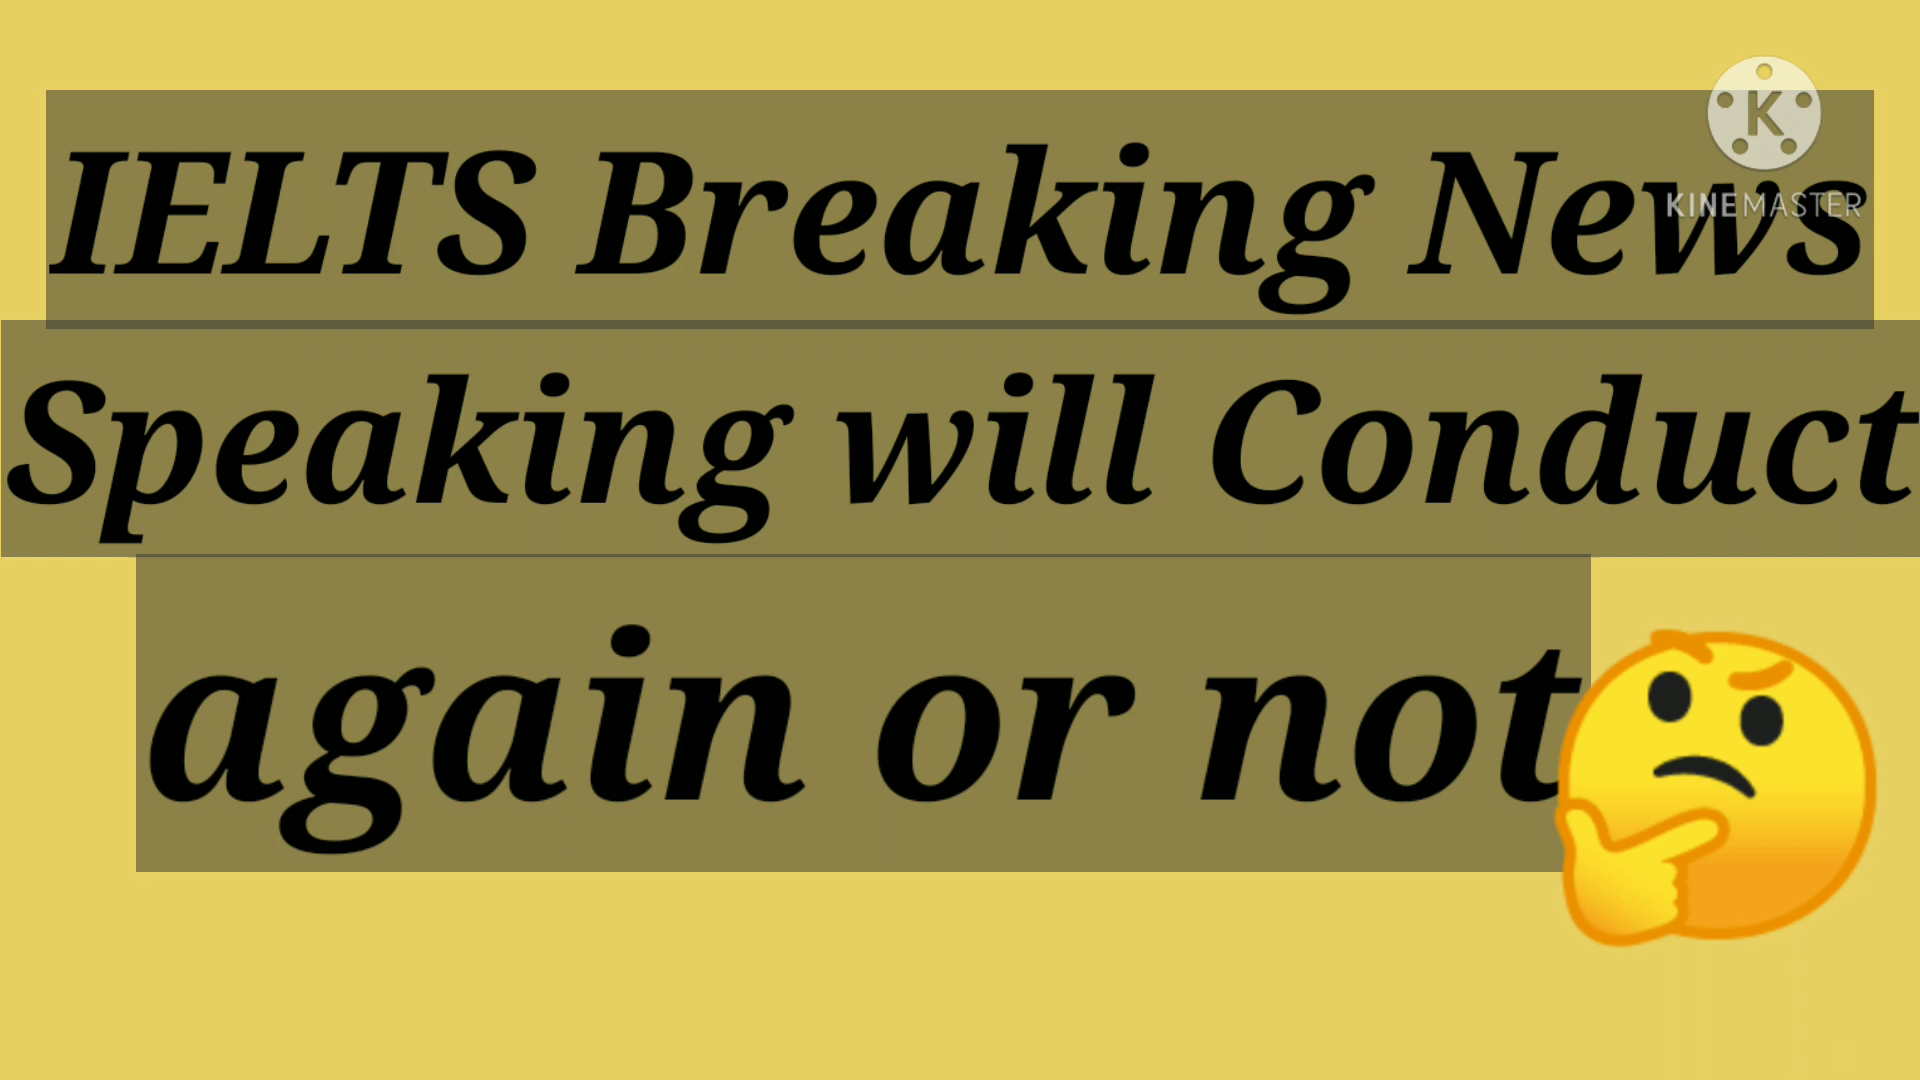 IELTS Breaking News
Speaking will Conduct
again or not
K
KINEMASTER